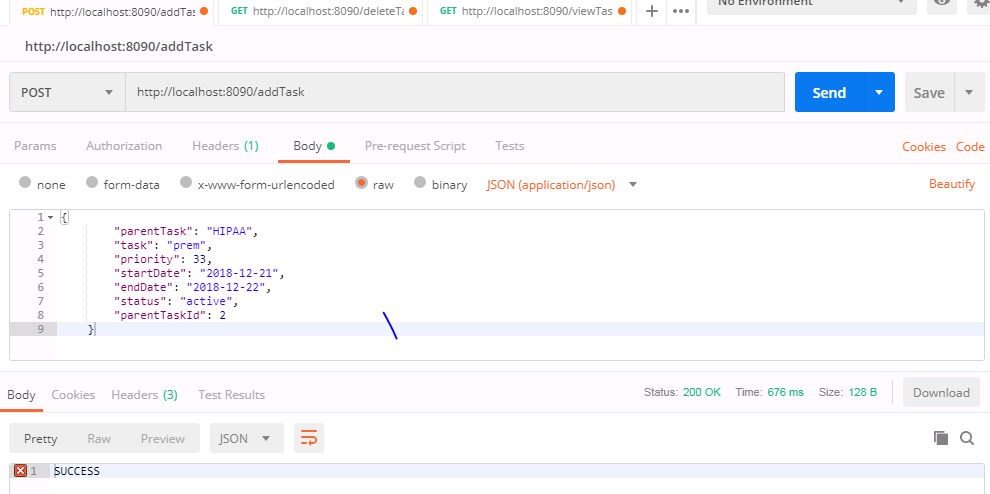 POST http://localhost:8090/addTas GET http://localhost:8090/deleteTa GET http://localhost:8090/viewTas + ••• No Environment
http://localhost:8090/addTask
POST http://localhost:8090/addTask Send Save
Params Authorization Headers (1) Body Pre-request Script Tests Cookies Code
none form-data x-www-form-urlencoded raw binary JSON (application/json) Beautify
1 {
2 "parentTask": "HIPAA",
3 "task": "prem",
4 "priority": 33,
5 "startDate": "2018-12-21",
6 "endDate": "2018-12-22",
7 "status": "active",
8 "parentTaskId": 2
9 }
Body Cookies Headers (3) Test Results Status: 200 OK Time: 676 ms Size: 128 B Download
Pretty Raw Preview JSON
1 SUCCESS